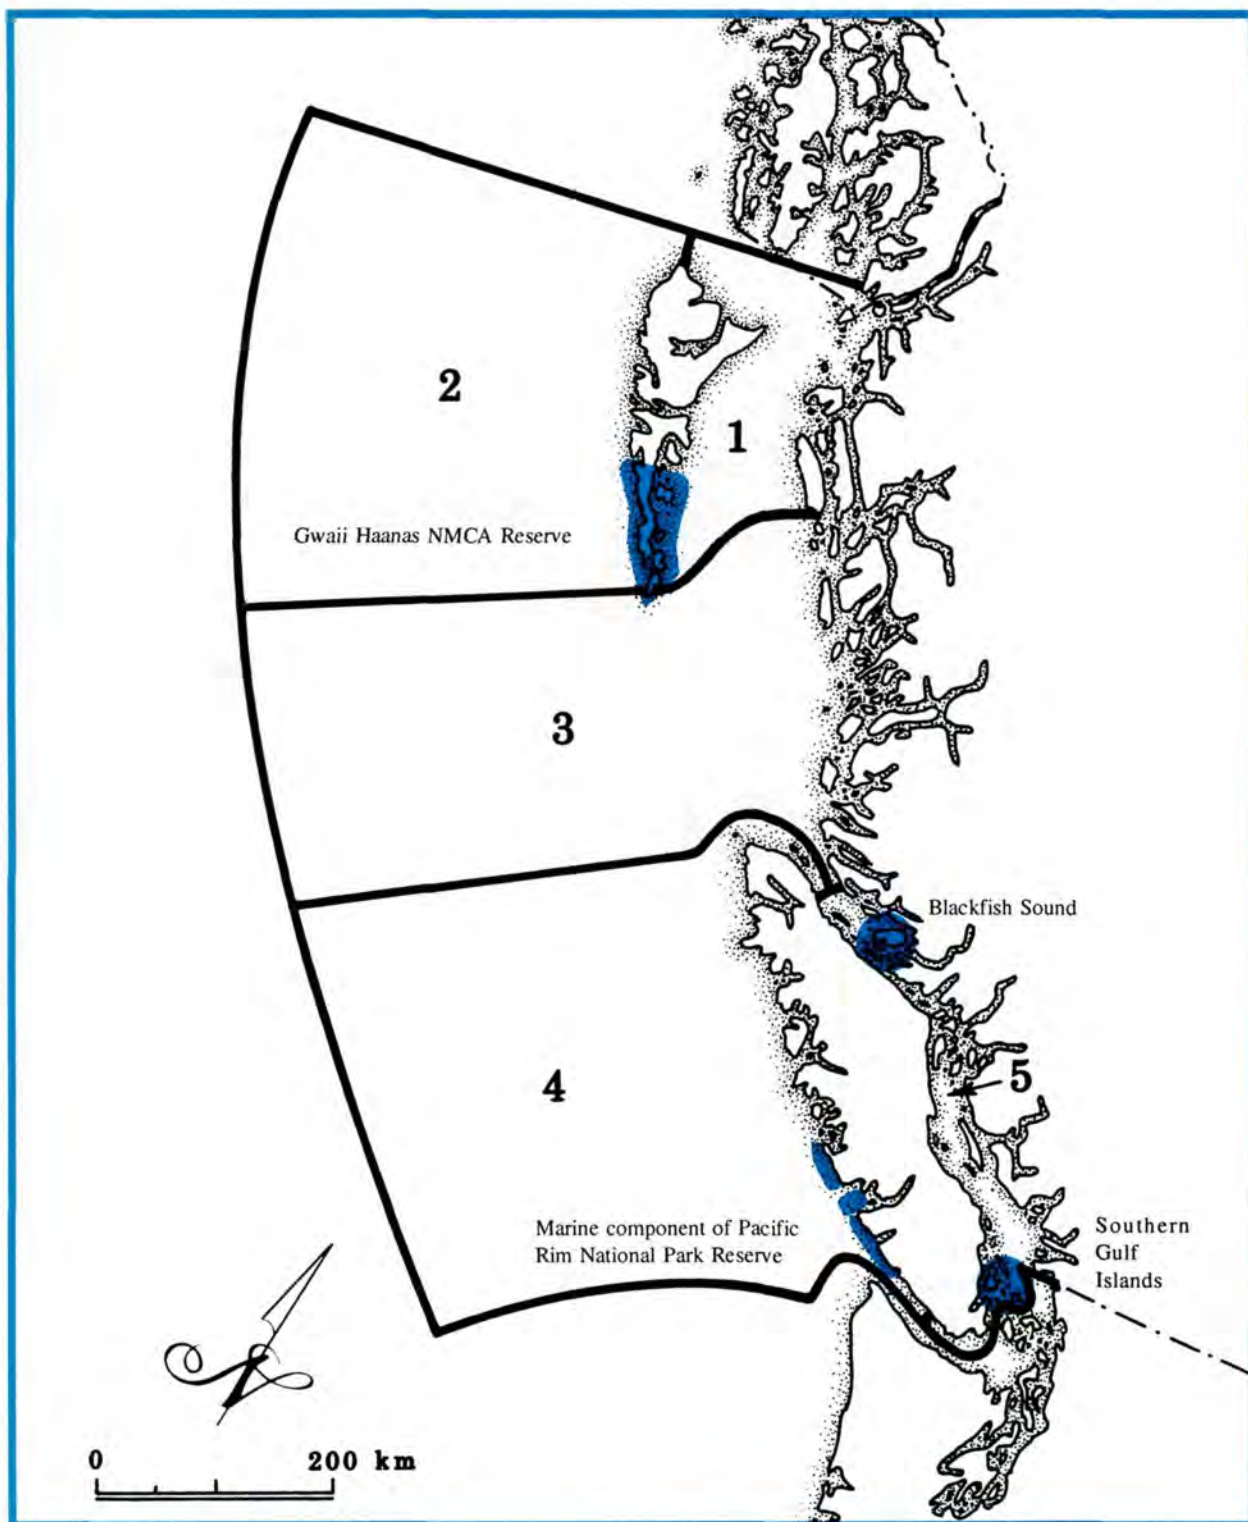 2
1
Gwaii Haanas NMCA Reserve
3
Blackfish Sound
4
5
Marine component of Pacific
Rim National Park Reserve
Southern
Gulf
Islands
N
0 200 km